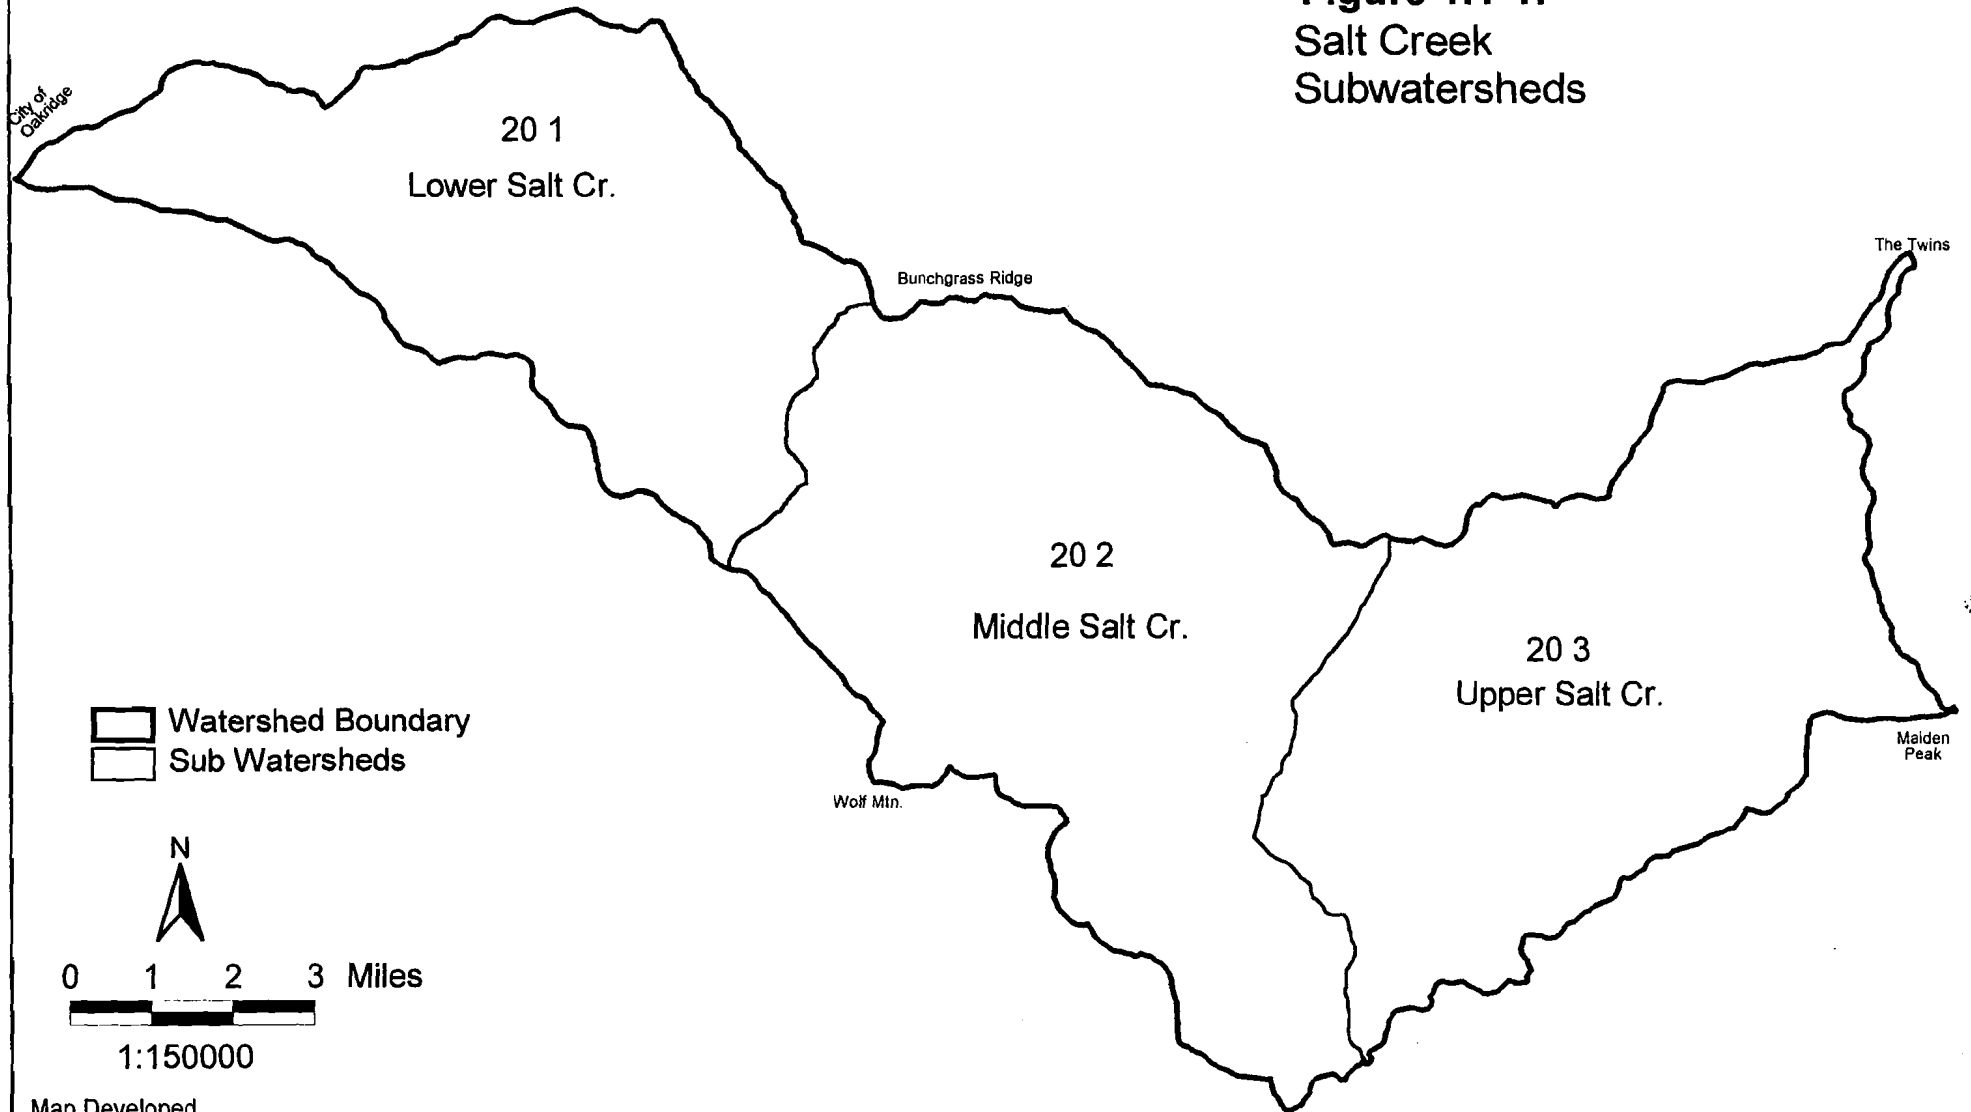 Salt Creek
Subwatersheds
City of
Oakridge
20 1
Lower Salt Cr.
The Twins
Bunchgrass Ridge
20 2
Middle Salt Cr.
20 3
Upper Salt Cr.
Watershed Boundary
Sub Watersheds
Maiden
Peak
Wolf Mtn.
N
0 1 2 3 Miles
1:150000
Map Developed